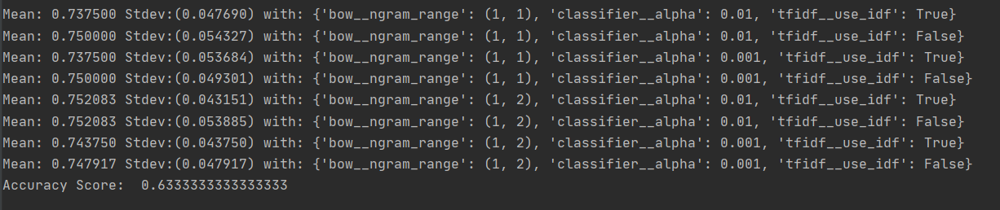 Mean: 0.737500 Stdev:(0.047690) with: {'bow__ngram_range': (1, 1), 'classifier__alpha': 0.01, 'tfidf__use_idf': True}
Mean: 0.750000 Stdev:(0.054327) with: {'bow__ngram_range': (1, 1), 'classifier__alpha': 0.01, 'tfidf__use_idf': False}
Mean: 0.737500 Stdev:(0.053684) with: {'bow__ngram_range': (1, 1), 'classifier__alpha': 0.001, 'tfidf__use_idf': True}
Mean: 0.750000 Stdev:(0.049301) with: {'bow__ngram_range': (1, 1), 'classifier__alpha': 0.001, 'tfidf__use_idf': False}
Mean: 0.752083 Stdev:(0.043151) with: {'bow__ngram_range': (1, 2), 'classifier__alpha': 0.01, 'tfidf__use_idf': True}
Mean: 0.752083 Stdev:(0.053885) with: {'bow__ngram_range': (1, 2), 'classifier__alpha': 0.01, 'tfidf__use_idf': False}
Mean: 0.743750 Stdev:(0.043750) with: {'bow__ngram_range': (1, 2), 'classifier__alpha': 0.001, 'tfidf__use_idf': True}
Mean: 0.747917 Stdev:(0.047917) with: {'bow__ngram_range': (1, 2), 'classifier__alpha': 0.001, 'tfidf__use_idf': False}
Accuracy Score:  0.6333333333333333